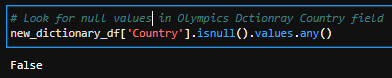 # Look for null values in Olympics Dctionray Country field
new_dictionary_df['Country'].isnull().values.any()
False